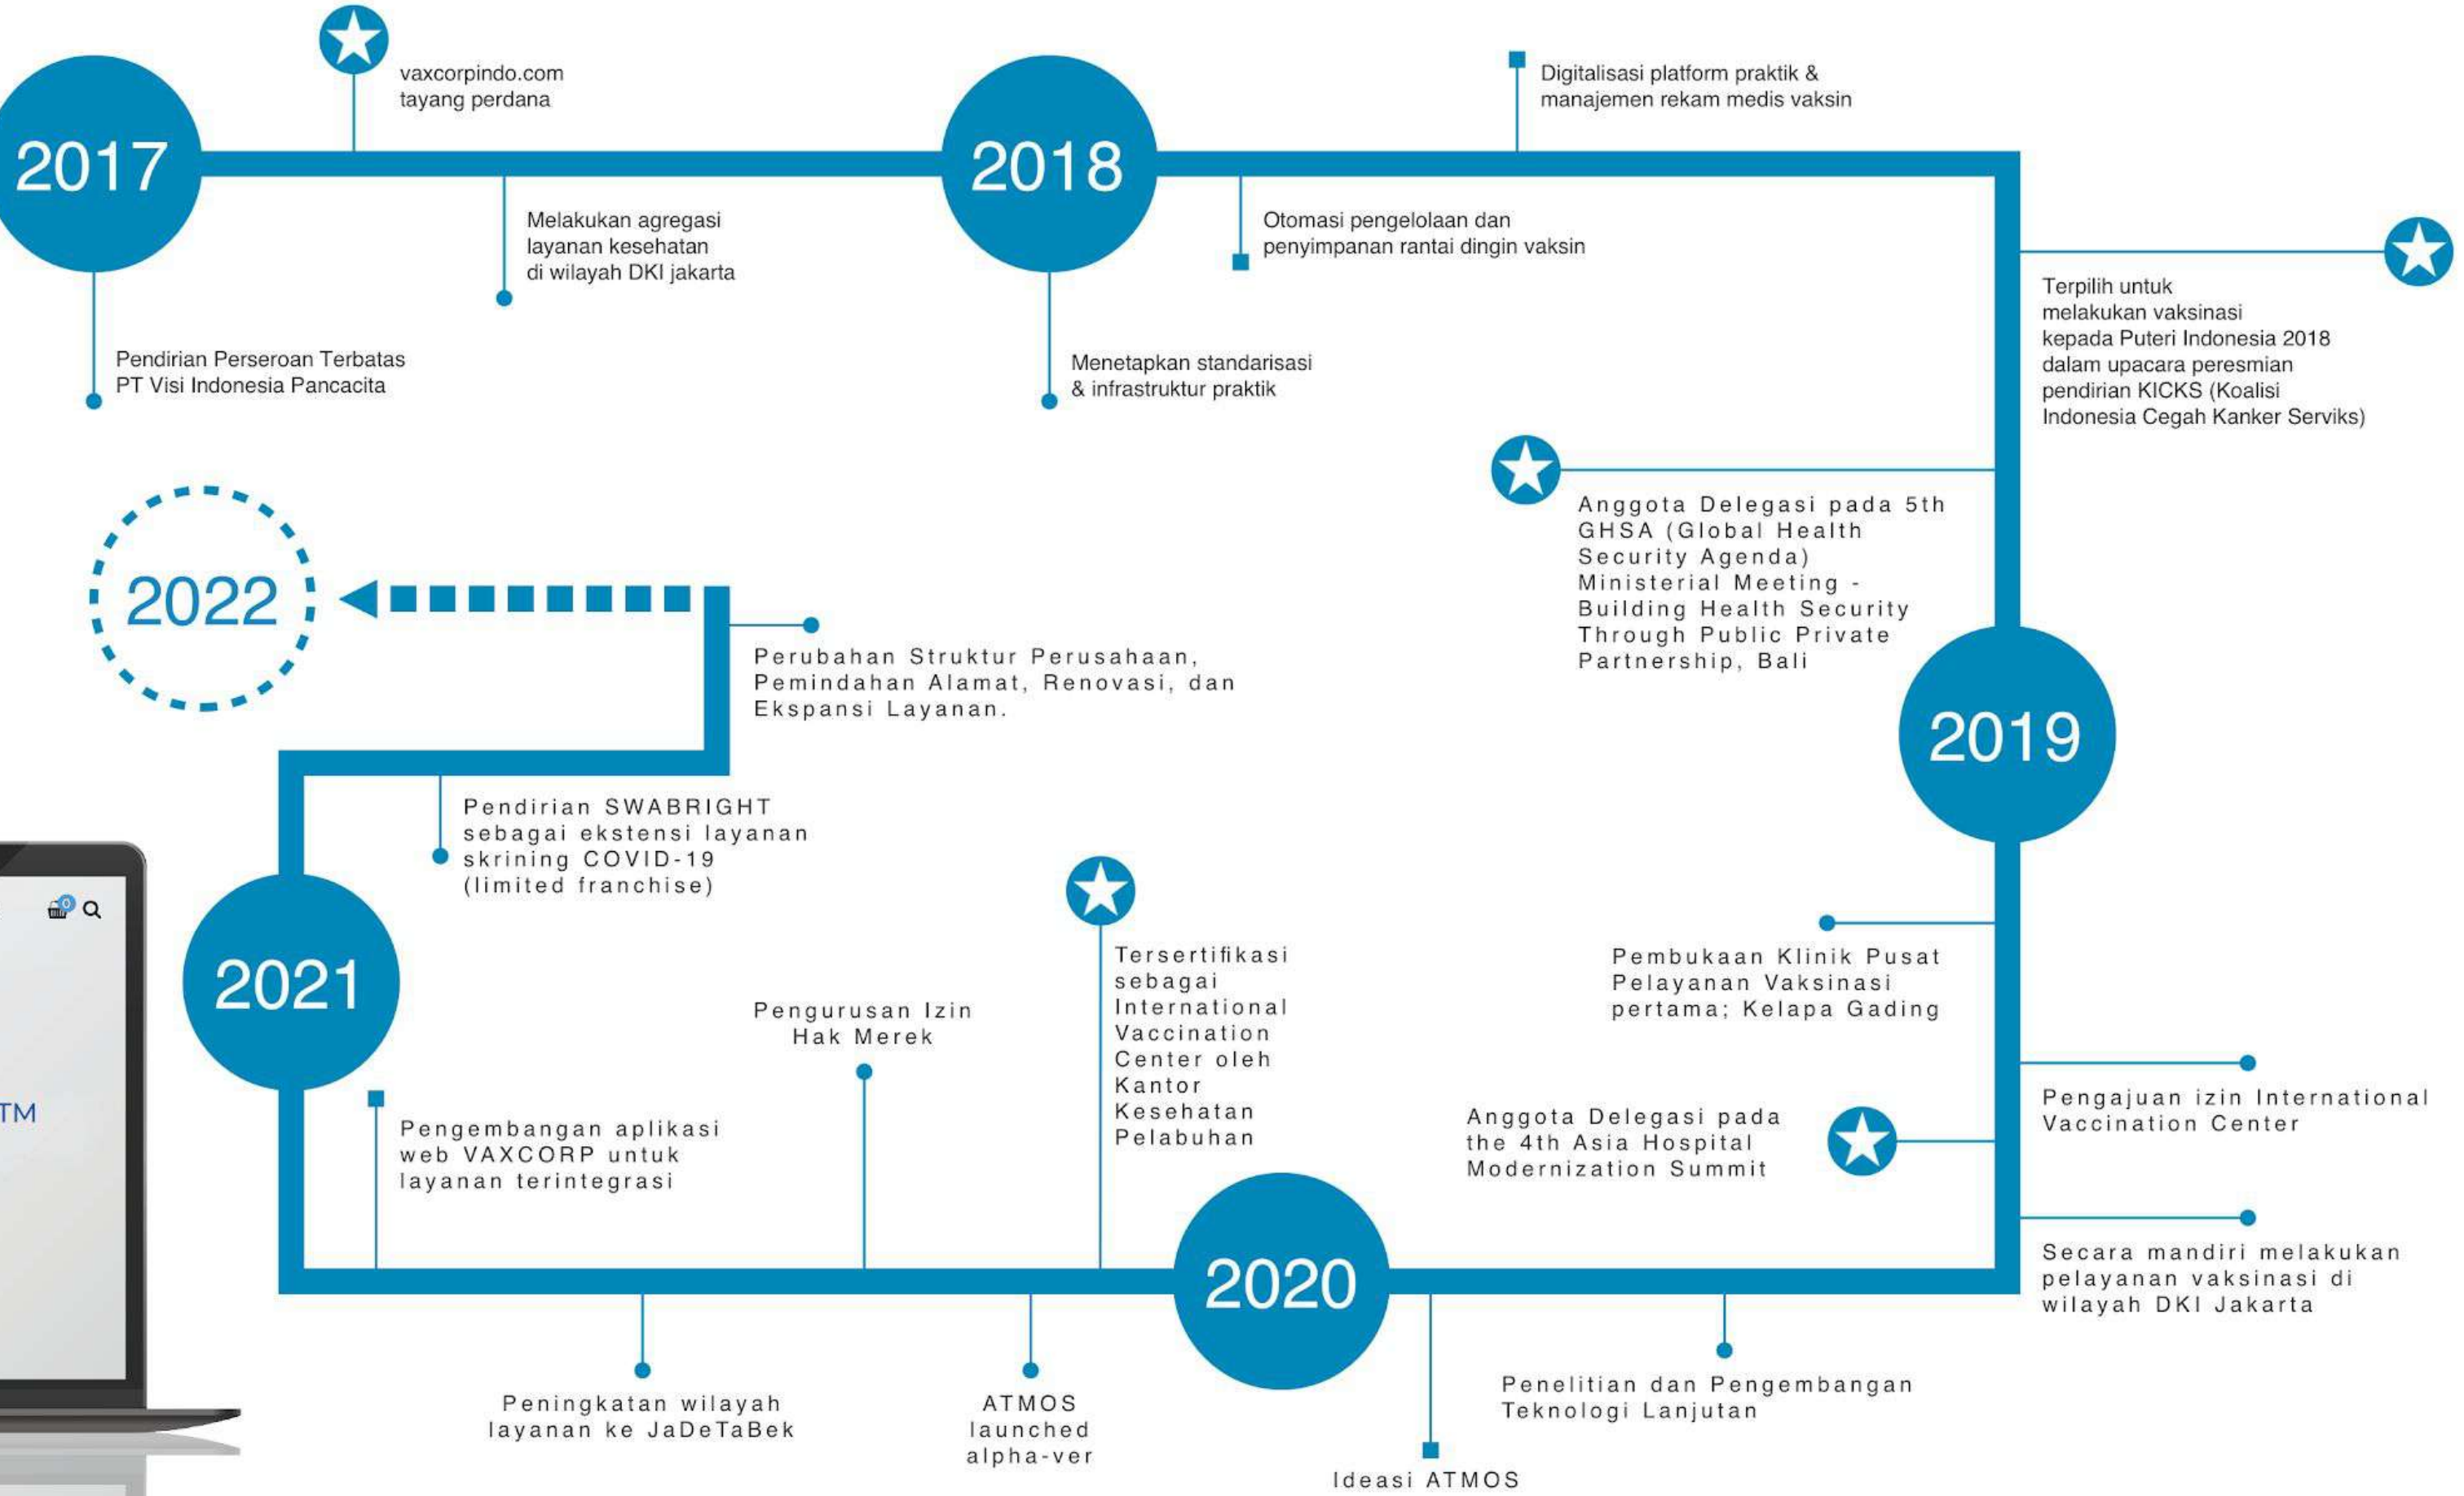 2017
vaxcorpindo.com
tayang perdana
Melakukan agregasi
layanan kesehatan
di wilayah DKI jakarta
Pendirian Perseroan Terbatas
PT Visi Indonesia Pancacita
2018
Menetapkan standarisasi
& infrastruktur praktik
Otomasi pengelolaan dan
penyimpanan rantai dingin vaksin
Digitalisasi platform praktik &
manajemen rekam medis vaksin
Terpilih untuk
melakukan vaksinasi
kepada Puteri Indonesia 2018
dalam upacara peresmian
pendirian KICKS (Koalisi
Indonesia Cegah Kanker Serviks)
Anggota Delegasi pada 5th
GHSA (Global Health
Security Agenda)
Ministerial Meeting -
Building Health Security
Through Public Private
Partnership, Bali
2019
Pembukaan Klinik Pusat
Pelayanan Vaksinasi
pertama; Kelapa Gading
Pengajuan izin International
Vaccination Center
Anggota Delegasi pada
the 4th Asia Hospital
Modernization Summit
Secara mandiri melakukan
pelayanan vaksinasi di
wilayah DKI Jakarta
Penelitian dan Pengembangan
Teknologi Lanjutan
Ideasi ATMOS
2020
Tersertifikasi
sebagai
International
Vaccination
Center oleh
Kantor
Kesehatan
Pelabuhan
ATMOS
launched
alpha-ver
Pengurusan Izin
Hak Merek
Peningkatan wilayah
layanan ke JaDeTaBek
Pengembangan aplikasi
web VAXCORP untuk
layanan terintegrasi
2021
Pendirian SWABRIGHT
sebagai ekstensi layanan
skrining COVID-19
(limited franchise)
Perubahan Struktur Perusahaan,
Pemindahan Alamat, Renovasi, dan
Ekspansi Layanan.
2022
0
TM